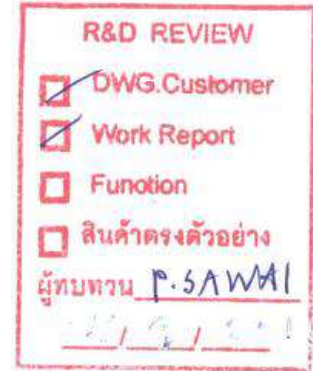 R&D REVIEW
DWG.Customer
Work Report
Funotion
สินค้าตรงตัวอย่าง
ผู้ทบทวน P.SAWAI